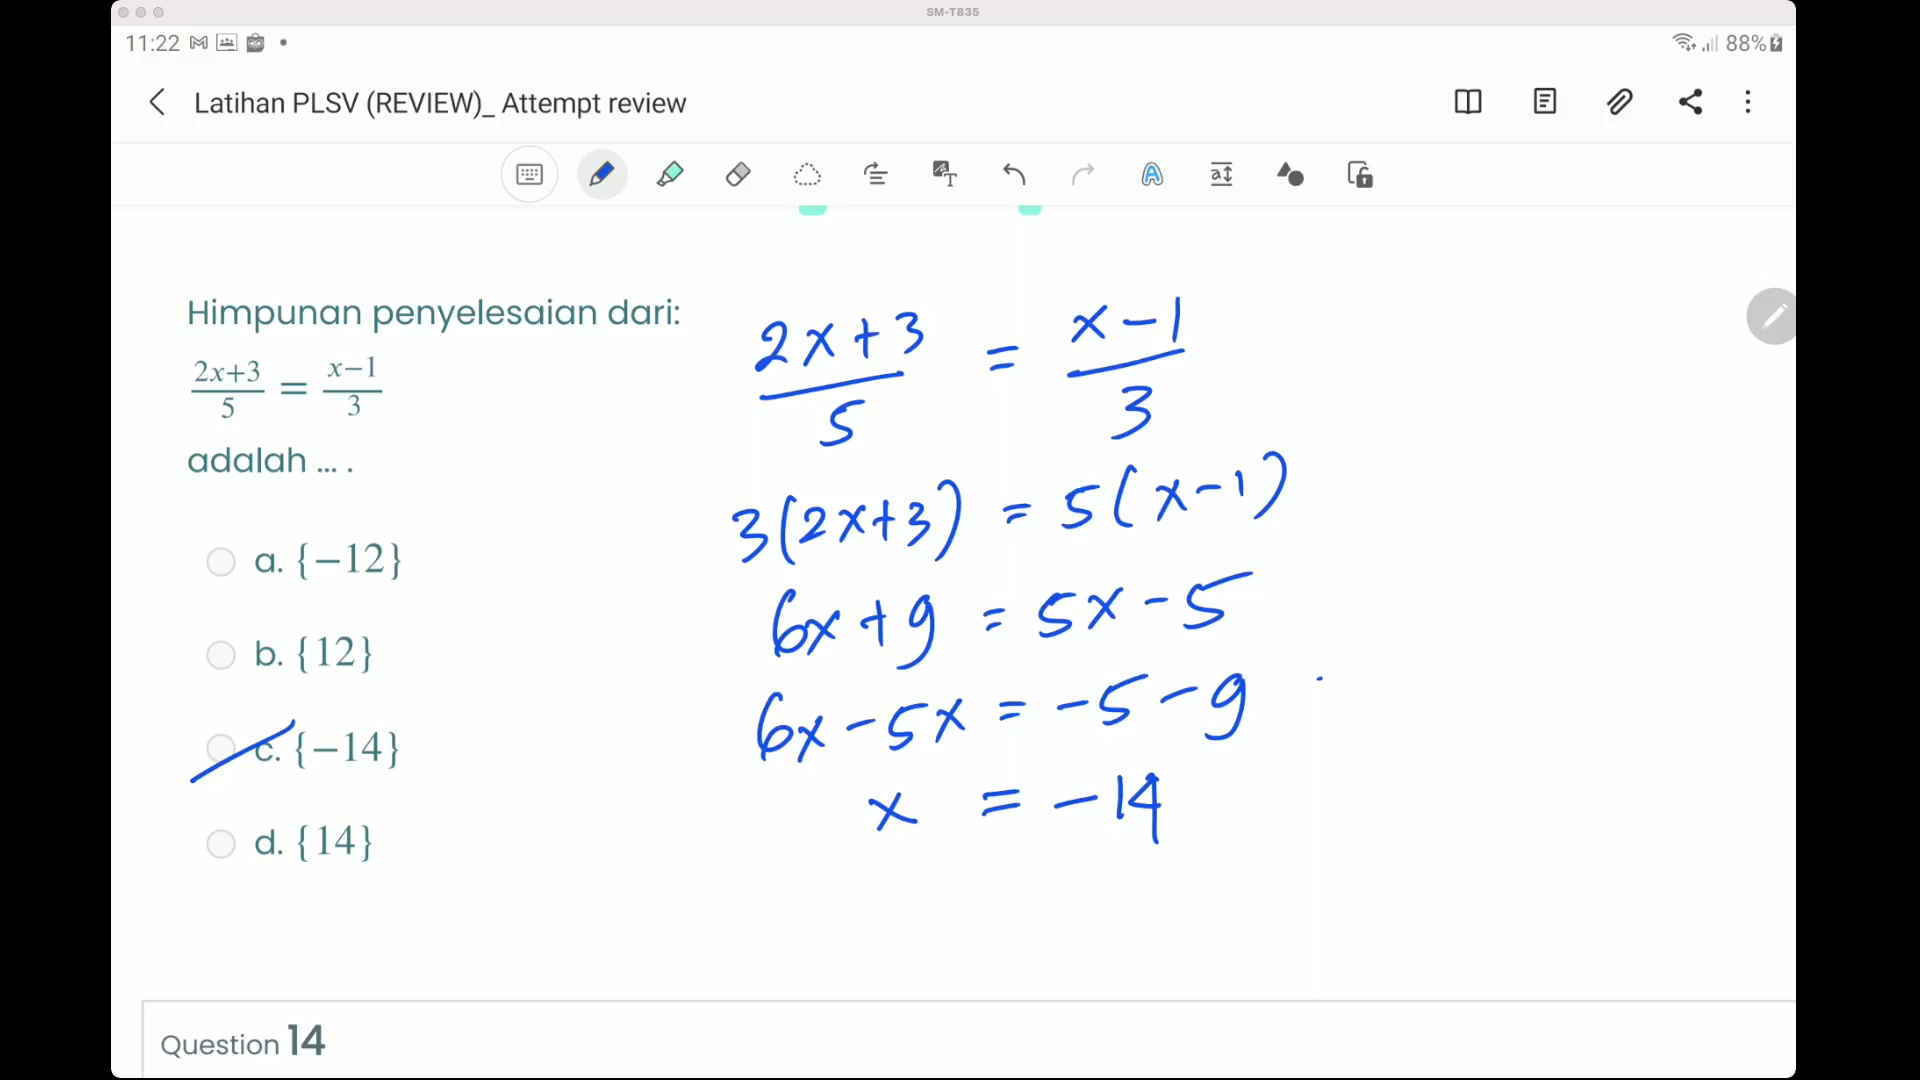 SM-T835
11:22
88%
Latihan PLSV (REVIEW)_ Attempt review
Himpunan penyelesaian dari:
2x+3/5 = x−1/3
adalah ... .
a. {−12}
b. {12}
c. {−14}
d. {14}
2x+3/5 = x−1/3
3(2x+3) = 5(x−1)
6x+9 = 5x−5
6x−5x = −5−9
x = −14
Question 14